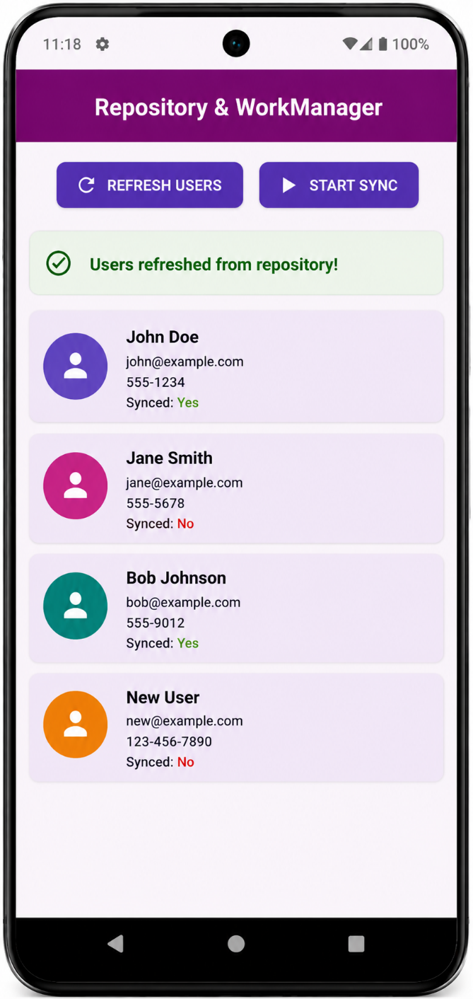 11:18
100%
Repository & WorkManager
REFRESH USERS
START SYNC
Users refreshed from repository!
John Doe
john@example.com
555-1234
Synced: Yes
Jane Smith
jane@example.com
555-5678
Synced: No
Bob Johnson
bob@example.com
555-9012
Synced: Yes
New User
new@example.com
123-456-7890
Synced: No